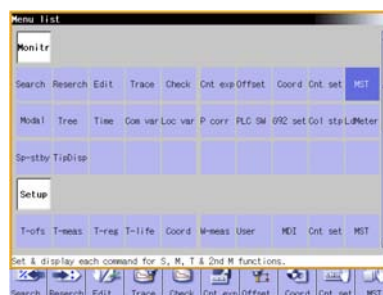 Menu list
Monitr
Search Reserch Edit Trace Check Cnt exp Offset Coord Cnt set MST
Modal Tree Time Com var Loc var P corr PLC SW G92 set Col stp LdMeter
Sp-stby TipDisp
Setup
T-ofs T-meas T-reg T-life Coord W-meas User MDI Cnt set MST
Set & display each command for S, M, T & 2nd M functions.
Search Reserch Edit Trace Check Cnt exp Offset Coord Cnt set MST